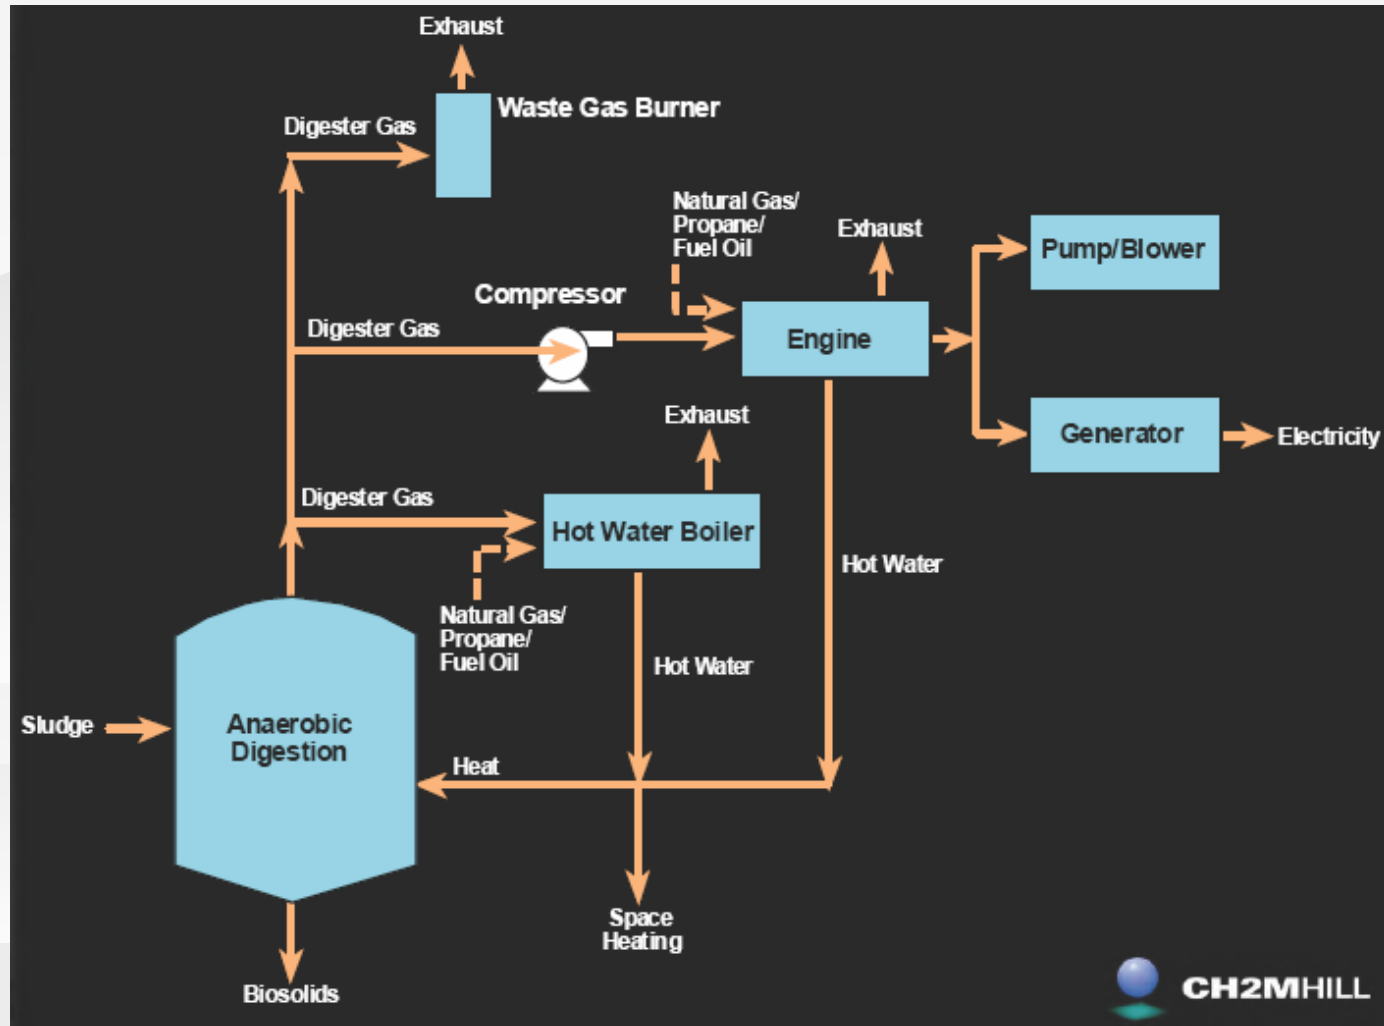 Exhaust
Waste Gas Burner
Digester Gas
Natural Gas/
Propane/
Fuel Oil
Exhaust
Pump/Blower
Compressor
Digester Gas
Engine
Exhaust
Generator
Electricity
Digester Gas
Hot Water Boiler
Hot Water
Natural Gas/
Propane/
Fuel Oil
Hot Water
Sludge
Anaerobic
Digestion
Heat
Space
Heating
Biosolids
CH2MHILL